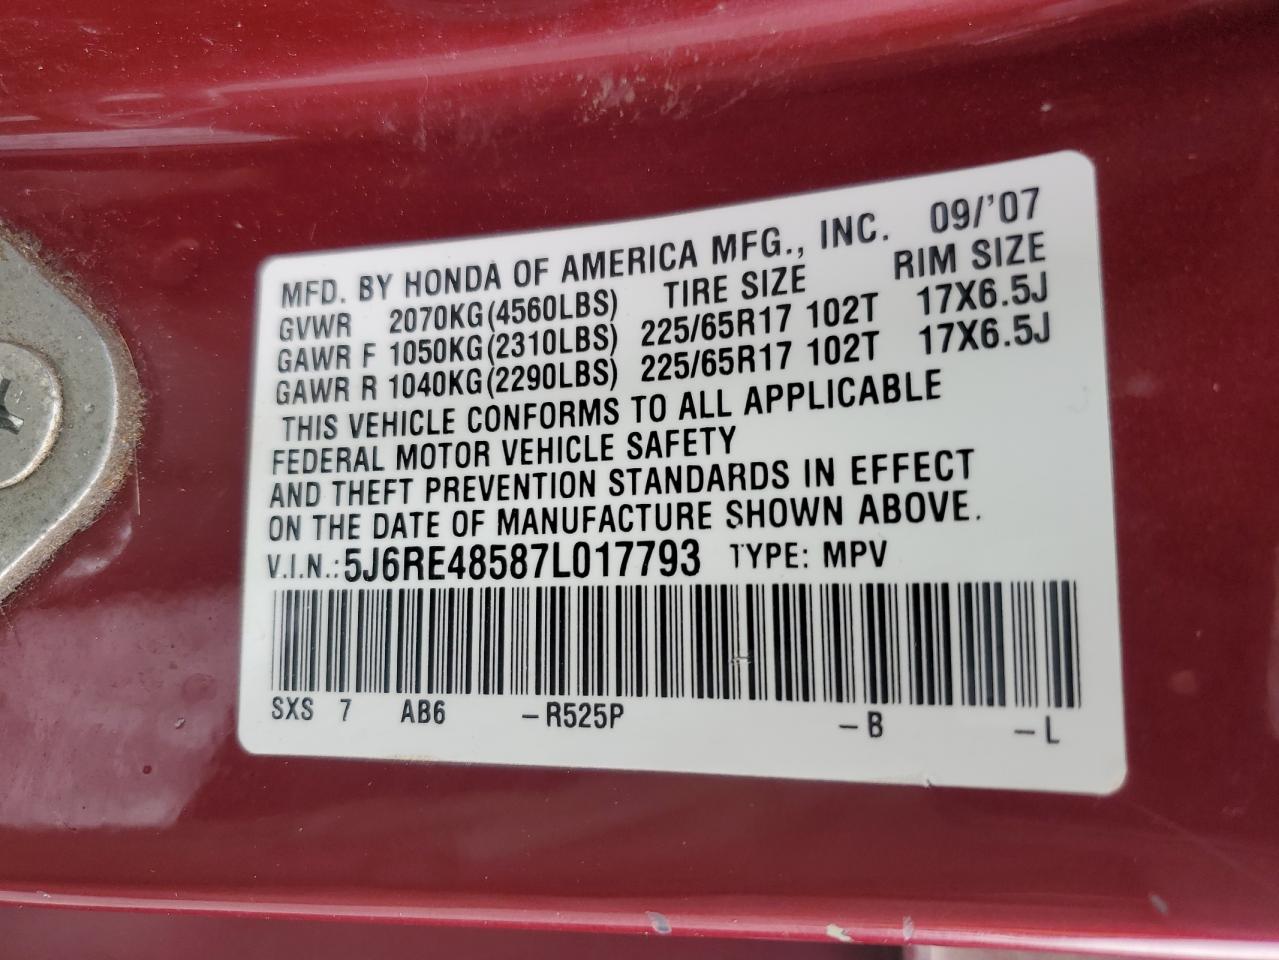 MFD. BY HONDA OF AMERICA MFG., INC. 09/'07
GVWR 2070KG(4560LBS) TIRE SIZE RIM SIZE
GAWR F 1050KG(2310LBS) 225/65R17 102T 17X6.5J
GAWR R 1040KG(2290LBS) 225/65R17 102T 17X6.5J
THIS VEHICLE CONFORMS TO ALL APPLICABLE
FEDERAL MOTOR VEHICLE SAFETY
AND THEFT PREVENTION STANDARDS IN EFFECT
ON THE DATE OF MANUFACTURE SHOWN ABOVE.
V.I.N.: 5J6RE48587L017793 TYPE: MPV
SXS 7 AB6 -R525P -B -L